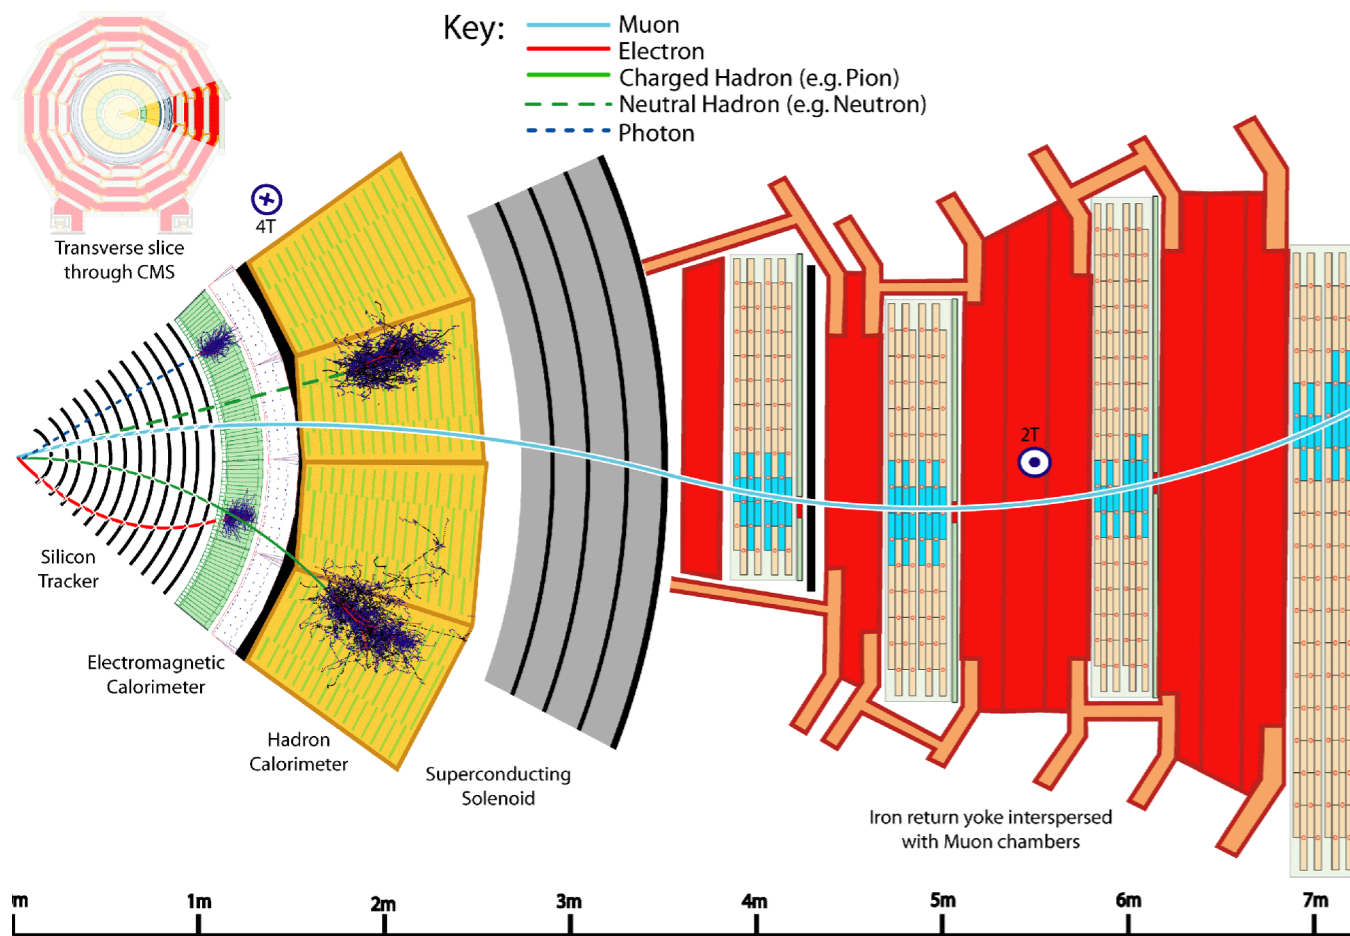 Key:
Muon
Electron
Charged Hadron (e.g. Pion)
Neutral Hadron (e.g. Neutron)
Photon
Transverse slice
through CMS
4T
2T
Silicon
Tracker
Electromagnetic
Calorimeter
Hadron
Calorimeter
Superconducting
Solenoid
Iron return yoke interspersed
with Muon chambers
m
1m
2m
3m
4m
5m
6m
7m